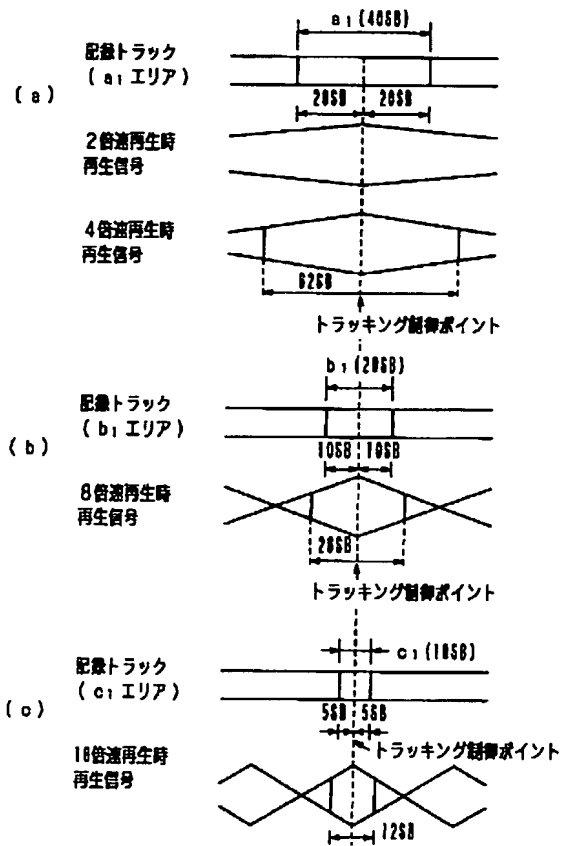 a₁(40SB)
記録トラック
(a₁エリア)
(a)
20SB 20SB
2倍速再生時
再生信号
4倍速再生時
再生信号
62SB
トラッキング制御ポイント
b₁(20SB)
記録トラック
(b₁エリア)
(b)
10SB 10SB
8倍速再生時
再生信号
28SB
トラッキング制御ポイント
c₁(10SB)
記録トラック
(c₁エリア)
(c)
5SB 5SB
トラッキング制御ポイント
16倍速再生時
再生信号
12SB